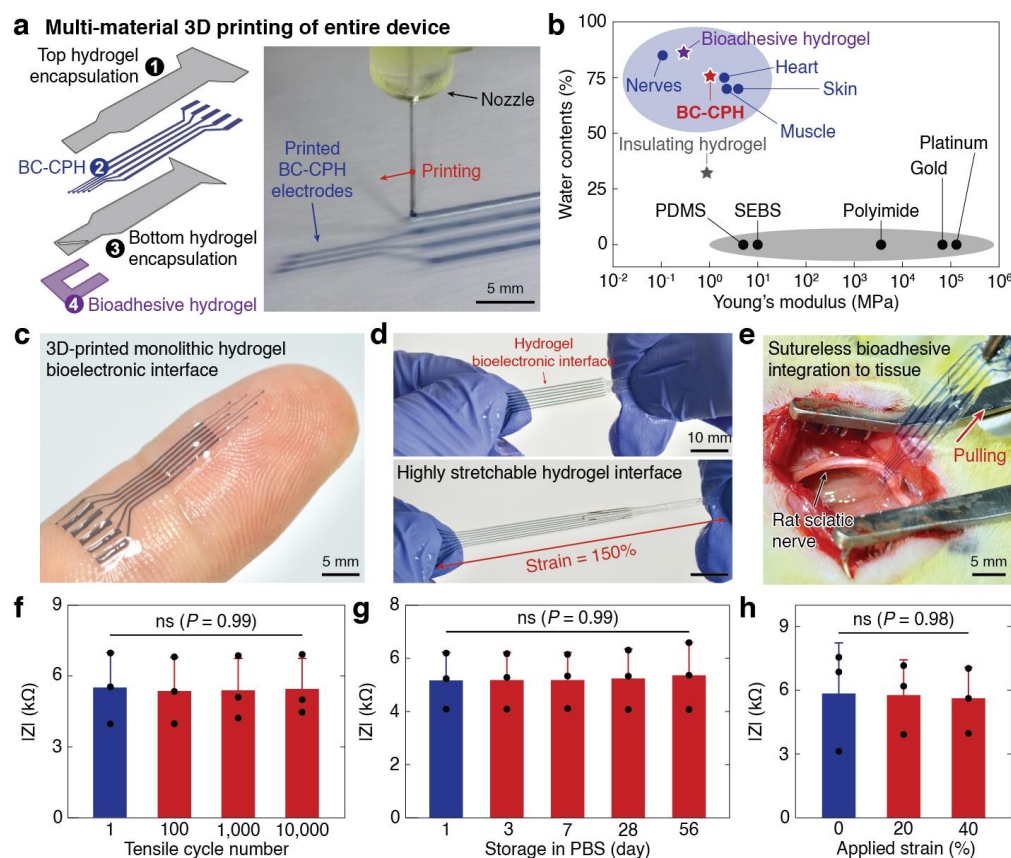 a Multi-material 3D printing of entire device
Top hydrogel
encapsulation 1
BC-CPH 2
3 Bottom hydrogel
encapsulation
4 Bioadhesive hydrogel
Nozzle
Printed
BC-CPH
electrodes
Printing
5 mm
b
Water contents (%)
100
75
50
25
0
Bioadhesive hydrogel
Nerves
Heart
Skin
BC-CPH
Muscle
Insulating hydrogel
Platinum
Gold
PDMS
SEBS
Polyimide
10⁻²
10⁻¹
10⁰
10¹
10²
10³
10⁴
10⁵
10⁶
Young's modulus (MPa)
c
3D-printed monolithic hydrogel
bioelectronic interface
5 mm
d
Hydrogel
bioelectronic interface
10 mm
Highly stretchable hydrogel interface
Strain = 150%
e
Sutureless bioadhesive
integration to tissue
Pulling
Rat sciatic
nerve
5 mm
f
ns (P = 0.99)
|Z| (kΩ)
9
6
3
0
1
100
1,000
10,000
Tensile cycle number
g
ns (P = 0.99)
|Z| (kΩ)
8
6
4
2
0
1
3
7
28
56
Storage in PBS (day)
h
ns (P = 0.98)
|Z| (kΩ)
9
6
3
0
0
20
40
Applied strain (%)